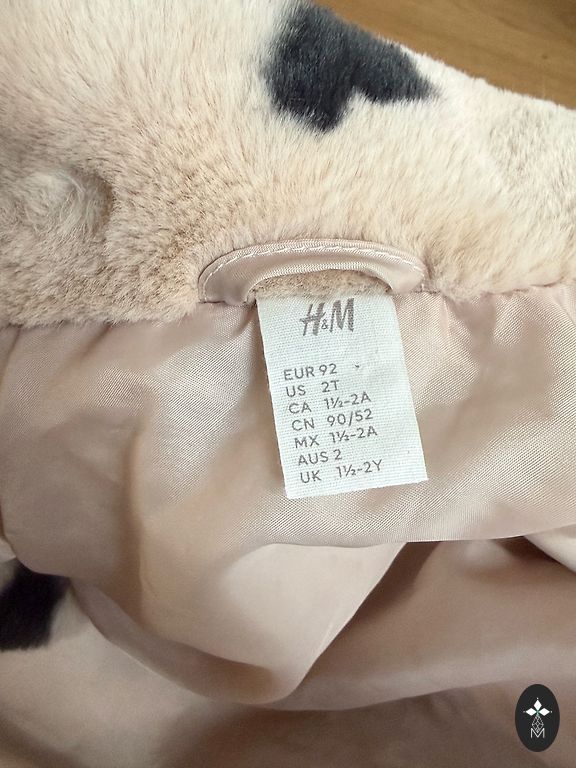 H&M
EUR 92
US 2T
CA 1½-2A
CN 90/52
MX 1½-2A
AUS 2
UK 1½-2Y
M